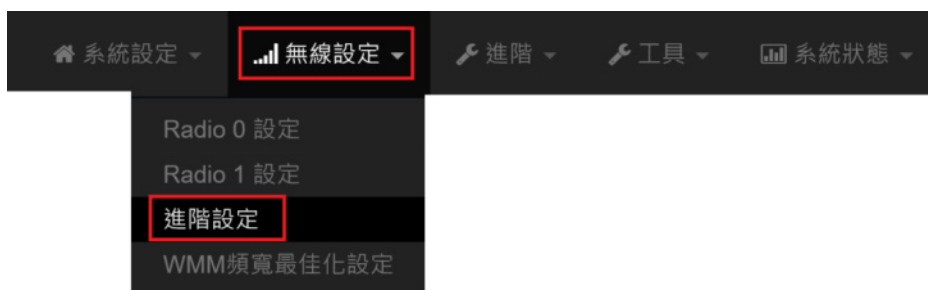 系統設定 無線設定 進階 工具 系統狀態
Radio 0 設定
Radio 1 設定
進階設定
WMM頻寬最佳化設定